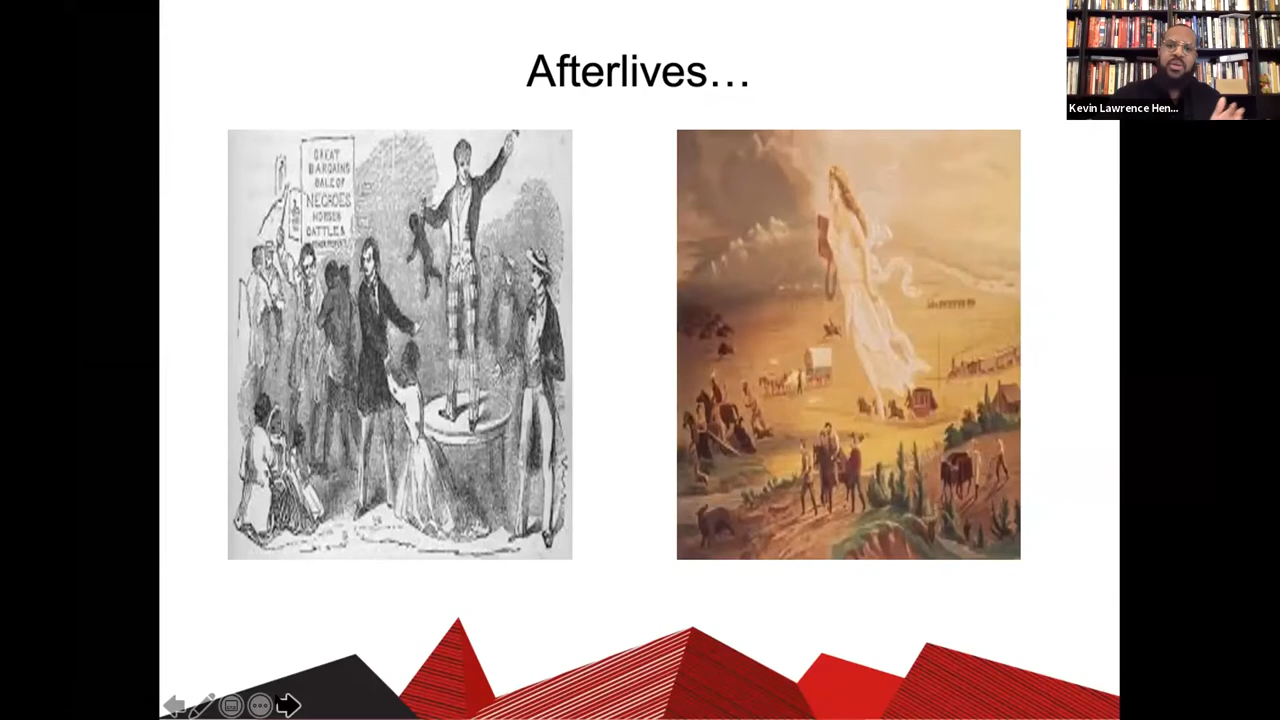 Afterlives…
Kevin Lawrence Hen...
GREAT
BARGAINS
SALE OF
NEGROES
HORSES
CATTLE &